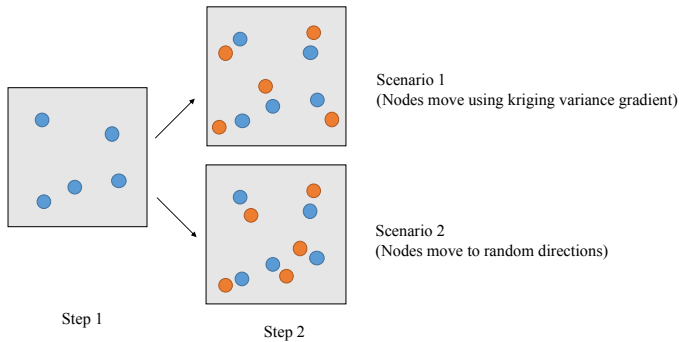 Scenario 1
(Nodes move using kriging variance gradient)
Scenario 2
(Nodes move to random directions)
Step 1
Step 2